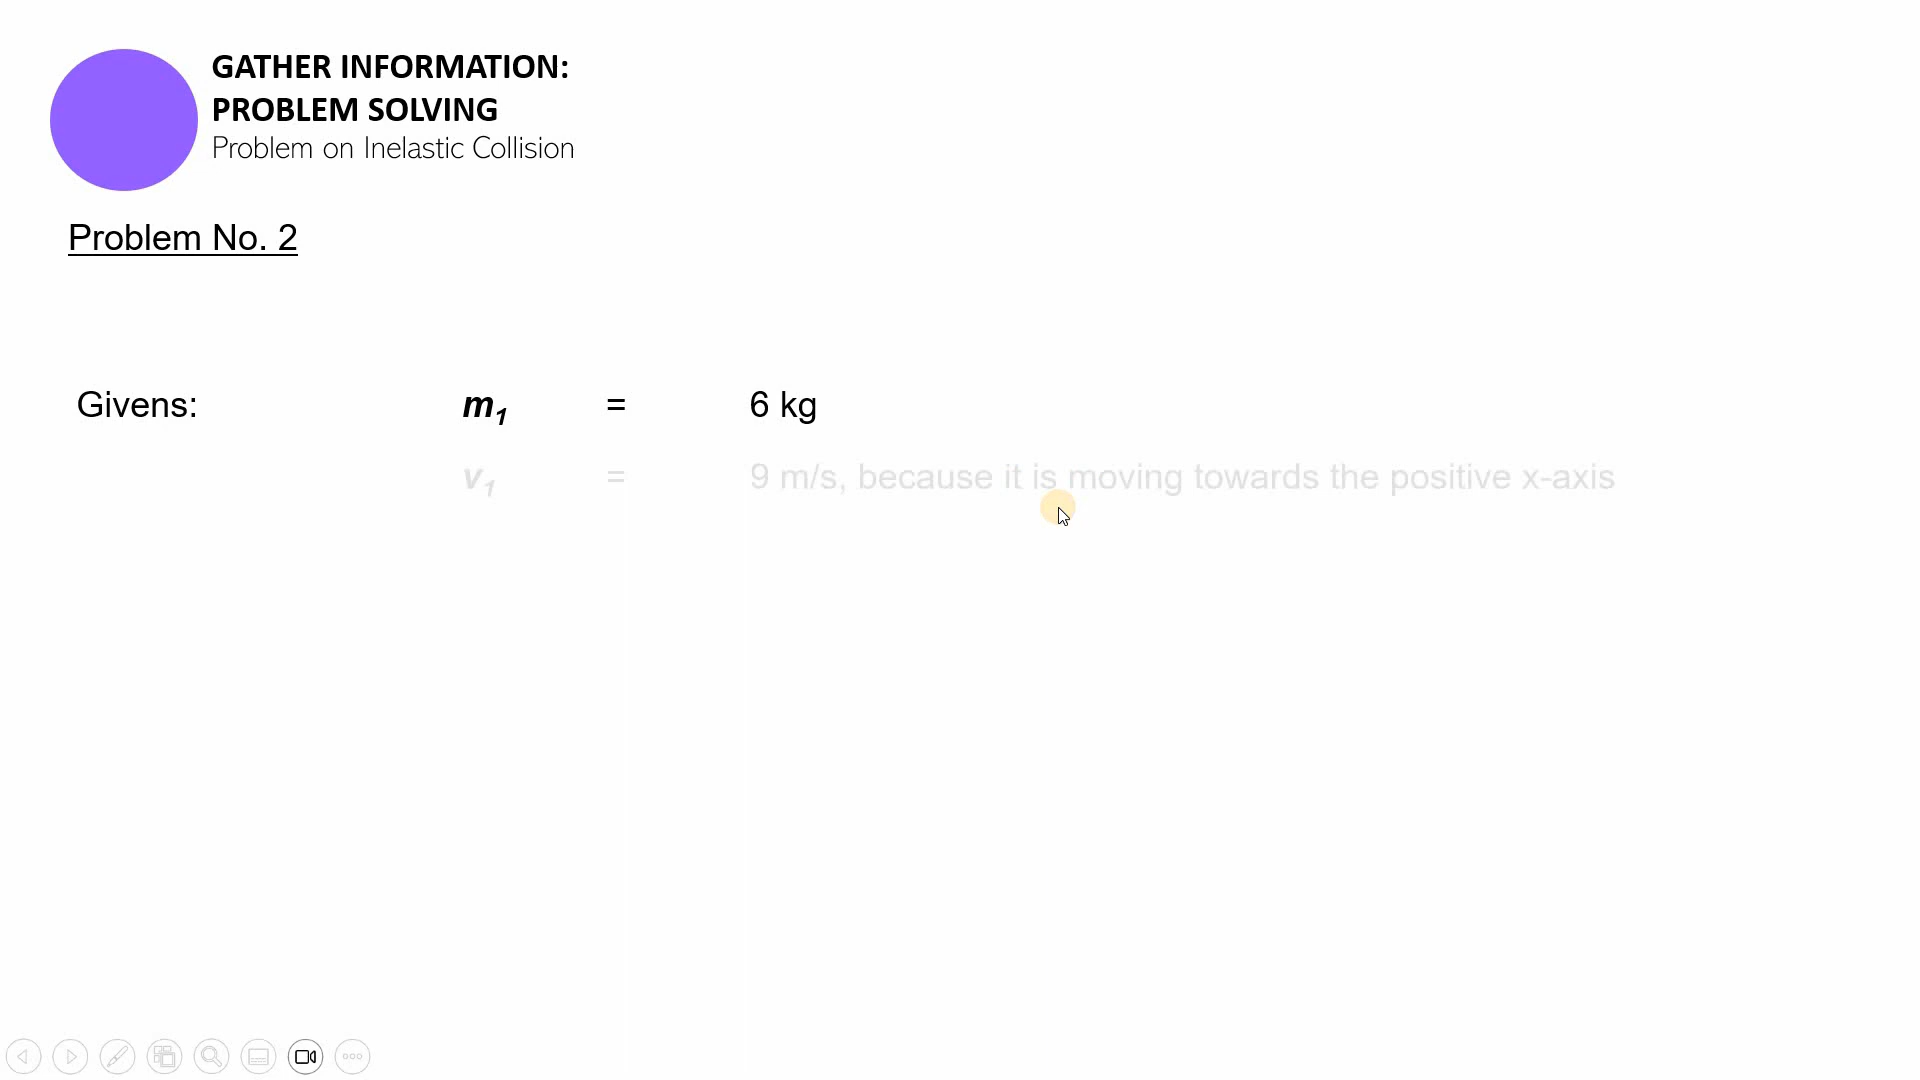 GATHER INFORMATION:
PROBLEM SOLVING
Problem on Inelastic Collision
Problem No. 2
Givens: m₁ = 6 kg
v₁ = 9 m/s, because it is moving towards the positive x-axis